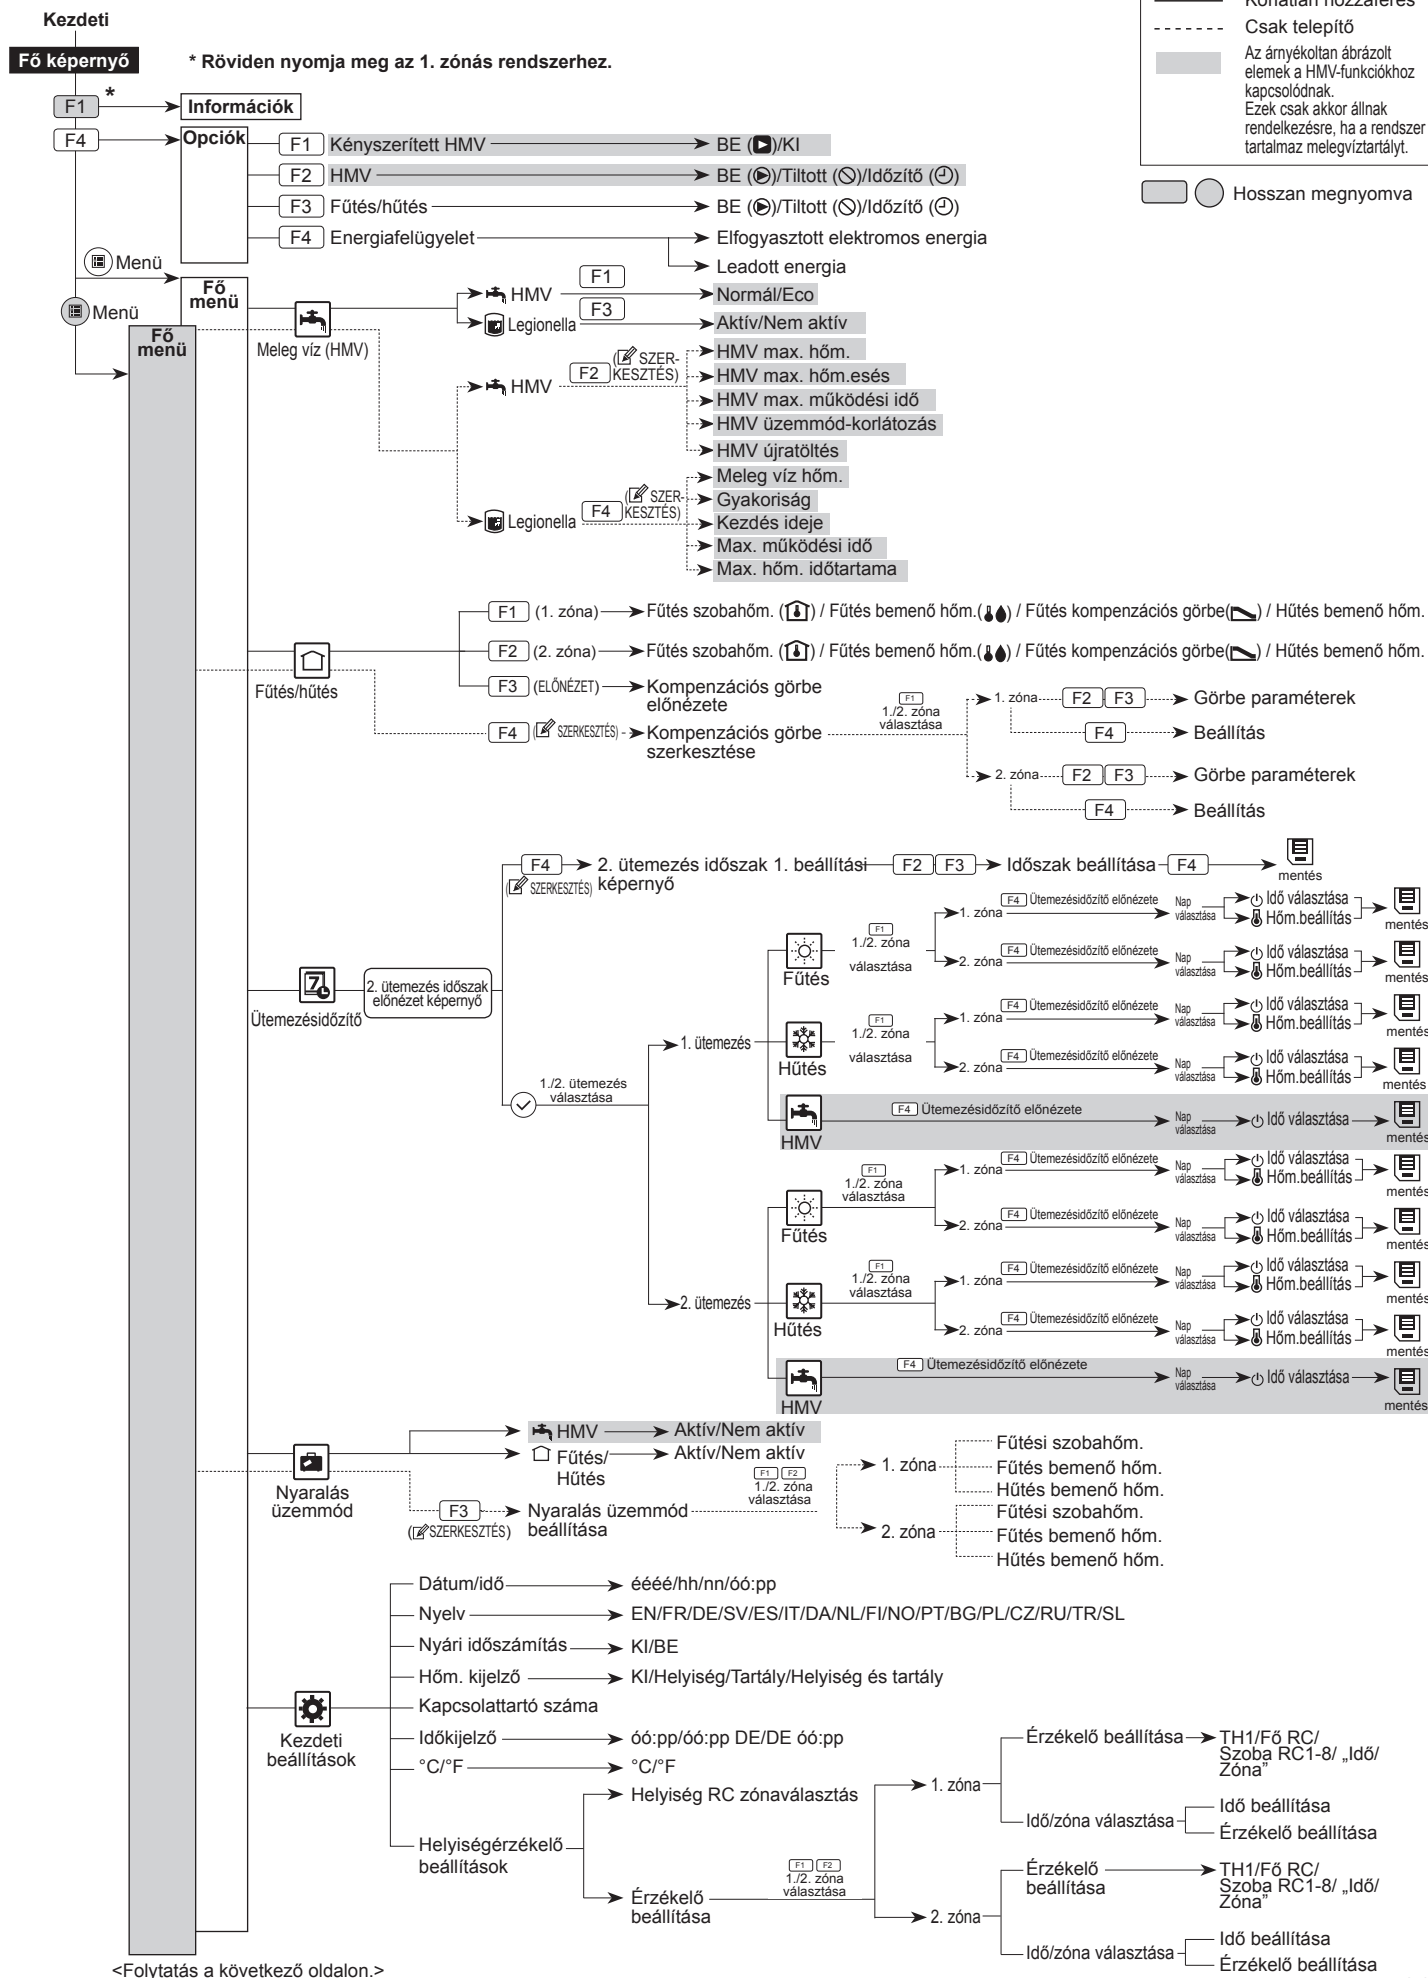 Korlátlan hozzáférés
Csak telepítő
Az árnyékoltan ábrázolt
elemek a HMV-funkciókhoz
kapcsolódnak.
Ezek csak akkor állnak
rendelkezésre, ha a rendszer
tartalmaz melegvíztartályt.
Hosszan megnyomva
Kezdeti
Fő képernyő
* Röviden nyomja meg az 1. zónás rendszerhez.
F1 * Információk
F4 Opciók
F1 Kényszerített HMV BE ()/KI
F2 HMV BE ()/Tiltott ()/Időzítő ()
F3 Fűtés/hűtés BE ()/Tiltott ()/Időzítő ()
F4 Energiafelügyelet Elfogyasztott elektromos energia
Leadott energia
Menü
Fő
menü
Menü
Fő
menü
Meleg víz (HMV)
HMV F1 Normál/Eco
Legionella F3 Aktív/Nem aktív
HMV F2 (SZER-
KESZTÉS)
HMV max. hőm.
HMV max. hőm.esés
HMV max. működési idő
HMV üzemmód-korlátozás
HMV újratöltés
Legionella F4 (SZER-
KESZTÉS)
Meleg víz hőm.
Gyakoriság
Kezdés ideje
Max. működési idő
Max. hőm. időtartama
Fűtés/hűtés
F1 (1. zóna) Fűtés szobahőm. () / Fűtés bemenő hőm.() / Fűtés kompenzációs görbe() / Hűtés bemenő hőm.
F2 (2. zóna) Fűtés szobahőm. () / Fűtés bemenő hőm.() / Fűtés kompenzációs görbe() / Hűtés bemenő hőm.
F3 (ELŐNÉZET) Kompenzációs görbe
előnézete
F4 (SZERKESZTÉS) Kompenzációs görbe
szerkesztése
F1
1./2. zóna
választása
1. zóna F2 F3 Görbe paraméterek
F4 Beállítás
2. zóna F2 F3 Görbe paraméterek
F4 Beállítás
Ütemezésidőzítő
2. ütemezés időszak
előnézet képernyő
F4 2. ütemezés időszak 1. beállítási F2 F3 Időszak beállítása F4 mentés
(SZERKESZTÉS) képernyő
1./2. ütemezés
választása
1. ütemezés
Fűtés
F1
1./2. zóna
választása
1. zóna F4 Ütemezésidőzítő előnézete Nap
választása Idő választása
Hőm.beállítás mentés
2. zóna F4 Ütemezésidőzítő előnézete Nap
választása Idő választása
Hőm.beállítás mentés
Hűtés
F1
1./2. zóna
választása
1. zóna F4 Ütemezésidőzítő előnézete Nap
választása Idő választása
Hőm.beállítás mentés
2. zóna F4 Ütemezésidőzítő előnézete Nap
választása Idő választása
Hőm.beállítás mentés
HMV
F4 Ütemezésidőzítő előnézete Nap
választása Idő választása mentés
2. ütemezés
Fűtés
F1
1./2. zóna
választása
1. zóna F4 Ütemezésidőzítő előnézete Nap
választása Idő választása
Hőm.beállítás mentés
2. zóna F4 Ütemezésidőzítő előnézete Nap
választása Idő választása
Hőm.beállítás mentés
Hűtés
F1
1./2. zóna
választása
1. zóna F4 Ütemezésidőzítő előnézete Nap
választása Idő választása
Hőm.beállítás mentés
2. zóna F4 Ütemezésidőzítő előnézete Nap
választása Idő választása
Hőm.beállítás mentés
HMV
F4 Ütemezésidőzítő előnézete Nap
választása Idő választása mentés
Nyaralás
üzemmód
HMV Aktív/Nem aktív
Fűtés/
Hűtés Aktív/Nem aktív
F3 (SZERKESZTÉS) Nyaralás üzemmód
beállítása
F1 F2
1./2. zóna
választása
1. zóna
Fűtési szobahőm.
Fűtés bemenő hőm.
Hűtés bemenő hőm.
2. zóna
Fűtési szobahőm.
Fűtés bemenő hőm.
Hűtés bemenő hőm.
Kezdeti
beállítások
Dátum/idő éééé/hh/nn/óó:pp
Nyelv EN/FR/DE/SV/ES/IT/DA/NL/FI/NO/PT/BG/PL/CZ/RU/TR/SL
Nyári időszámítás KI/BE
Hőm. kijelző KI/Helyiség/Tartály/Helyiség és tartály
Kapcsolattartó száma
Időkijelző óó:pp/óó:pp DE/DE óó:pp
°C/°F °C/°F
Helyiségérzékelő
beállítások
Helyiség RC zónaválasztás
Érzékelő
beállítása
F1 F2
1./2. zóna
választása
1. zóna
Érzékelő beállítása TH1/Fő RC/
Szoba RC1-8/ „Idő/
Zóna”
Idő/zóna választása
Idő beállítása
Érzékelő beállítása
2. zóna
Érzékelő
beállítása
TH1/Fő RC/
Szoba RC1-8/ „Idő/
Zóna”
Idő/zóna választása
Idő beállítása
Érzékelő beállítása
<Folytatás a következő oldalon.>